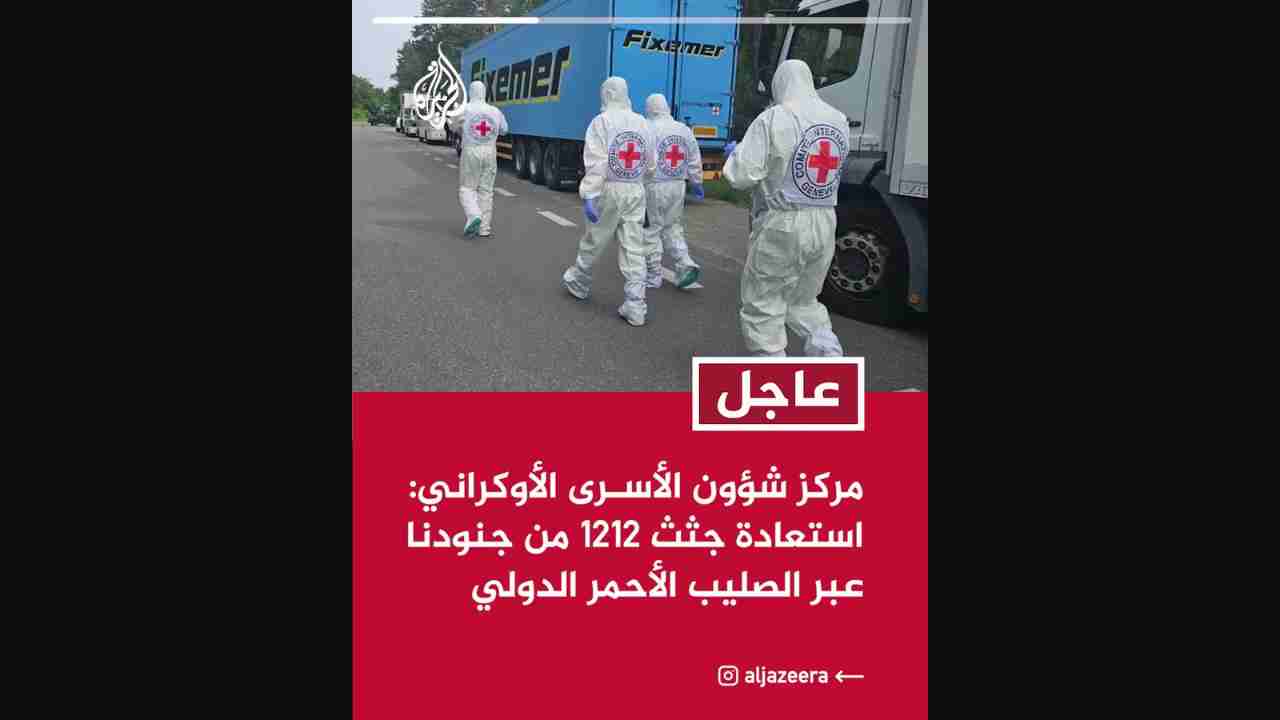 Fixemer
Fixemer
COMITE INTERNATIONAL
GENEVE
عاجل
مركز شؤون الأسرى الأوكراني:
استعادة جثث 1212 من جنودنا
عبر الصليب الأحمر الدولي
aljazeera